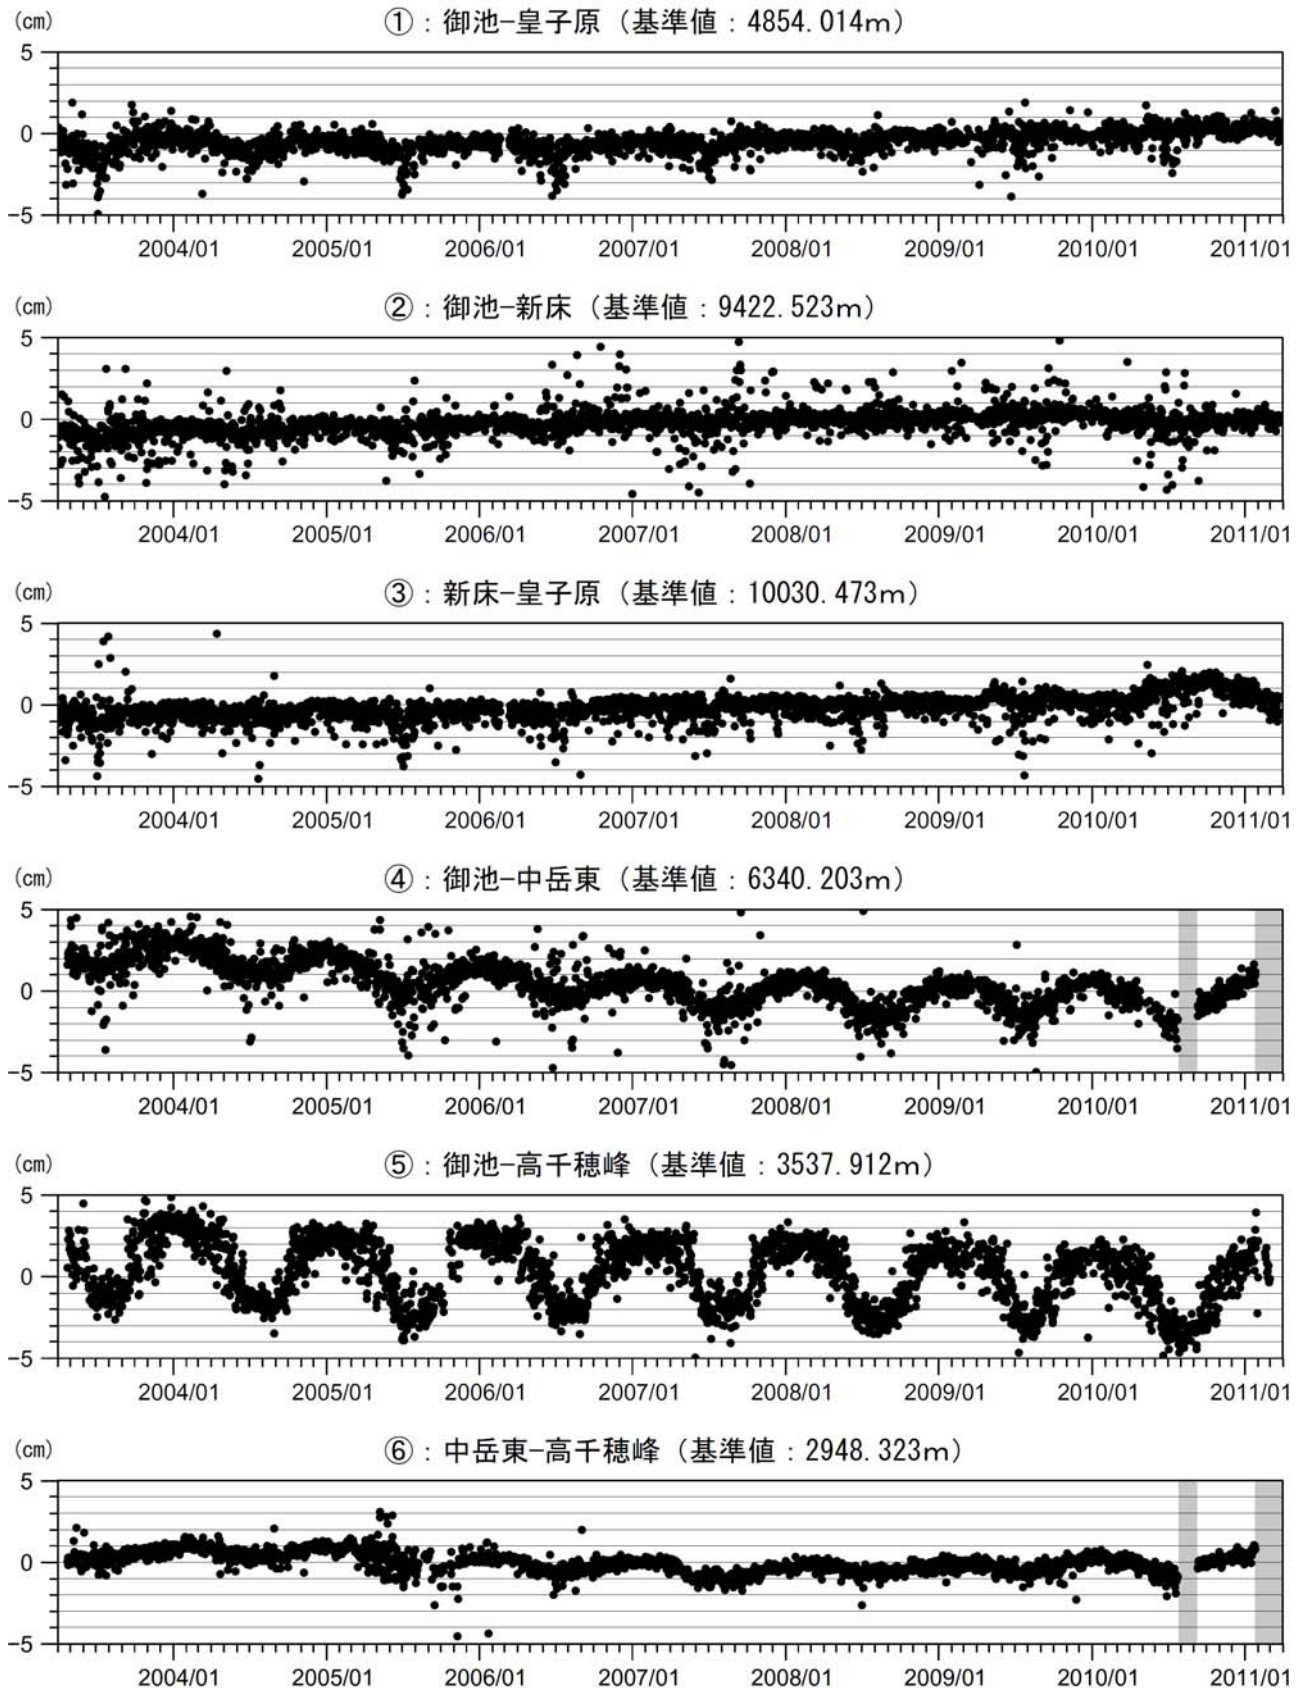 (cm) ①：御池−皇子原（基準値：4854.014ｍ）
5
0
−5
2004/01 2005/01 2006/01 2007/01 2008/01 2009/01 2010/01 2011/01
(cm) ②：御池−新床（基準値：9422.523ｍ）
5
0
−5
2004/01 2005/01 2006/01 2007/01 2008/01 2009/01 2010/01 2011/01
(cm) ③：新床−皇子原（基準値：10030.473ｍ）
5
0
−5
2004/01 2005/01 2006/01 2007/01 2008/01 2009/01 2010/01 2011/01
(cm) ④：御池−中岳東（基準値：6340.203ｍ）
5
0
−5
2004/01 2005/01 2006/01 2007/01 2008/01 2009/01 2010/01 2011/01
(cm) ⑤：御池−高千穂峰（基準値：3537.912ｍ）
5
0
−5
2004/01 2005/01 2006/01 2007/01 2008/01 2009/01 2010/01 2011/01
(cm) ⑥：中岳東−高千穂峰（基準値：2948.323ｍ）
5
0
−5
2004/01 2005/01 2006/01 2007/01 2008/01 2009/01 2010/01 2011/01